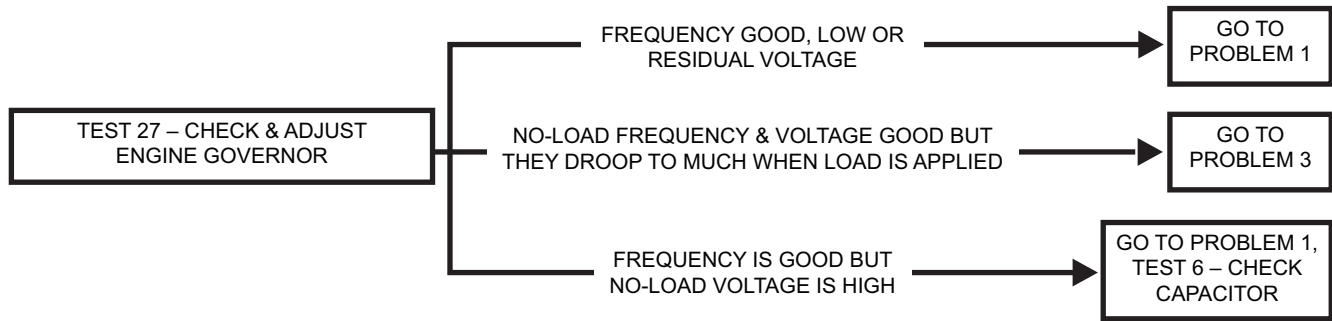 TEST 27 – CHECK & ADJUST
ENGINE GOVERNOR
FREQUENCY GOOD, LOW OR
RESIDUAL VOLTAGE
GO TO
PROBLEM 1
NO-LOAD FREQUENCY & VOLTAGE GOOD BUT
THEY DROOP TO MUCH WHEN LOAD IS APPLIED
GO TO
PROBLEM 3
FREQUENCY IS GOOD BUT
NO-LOAD VOLTAGE IS HIGH
GO TO PROBLEM 1,
TEST 6 – CHECK
CAPACITOR